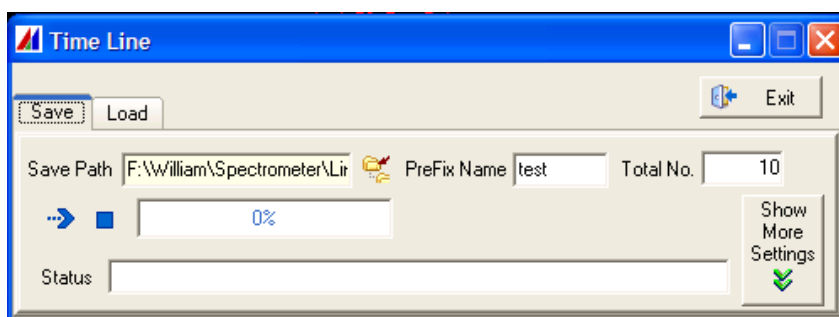 Time Line
Exit
Save Load
Save Path F:\William\Spectrometer\Lir PreFix Name test Total No. 10
0%
Show
More
Settings
Status